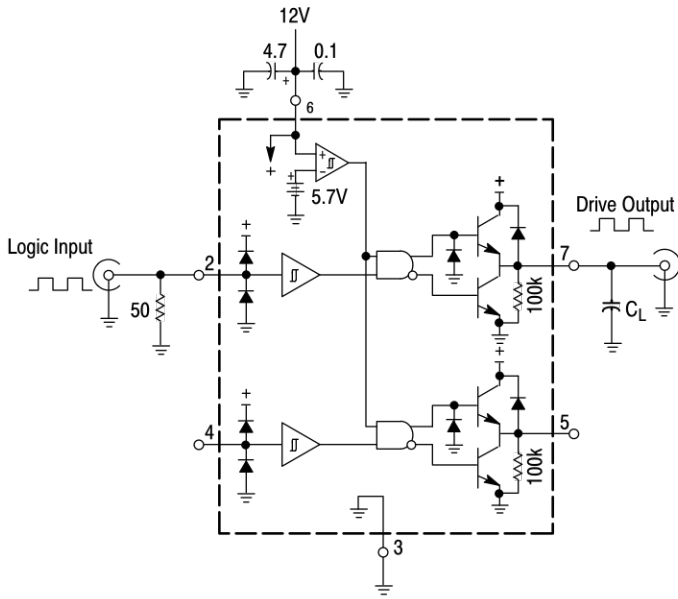 12V
4.7
0.1
+
6
+
+
−
+
5.7V
+
Drive Output
Logic Input
+
2
7
50
100k
CL
+
+
4
5
100k
3